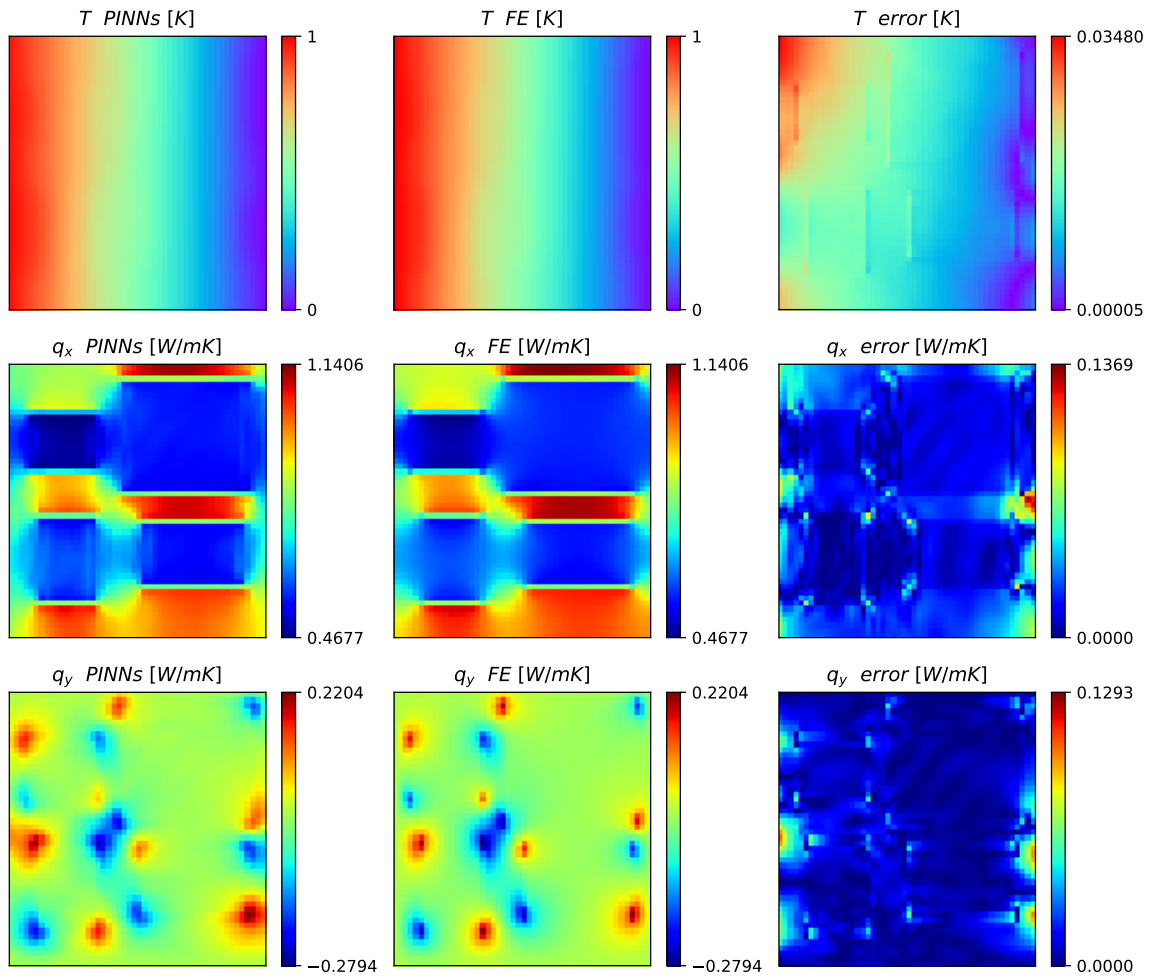 T PINNs [K]
T FE [K]
T error [K]
1
0
1
0
0.03480
0.00005
q_x PINNs [W/mK]
q_x FE [W/mK]
q_x error [W/mK]
1.1406
0.4677
1.1406
0.4677
0.1369
0.0000
q_y PINNs [W/mK]
q_y FE [W/mK]
q_y error [W/mK]
0.2204
−0.2794
0.2204
−0.2794
0.1293
0.0000